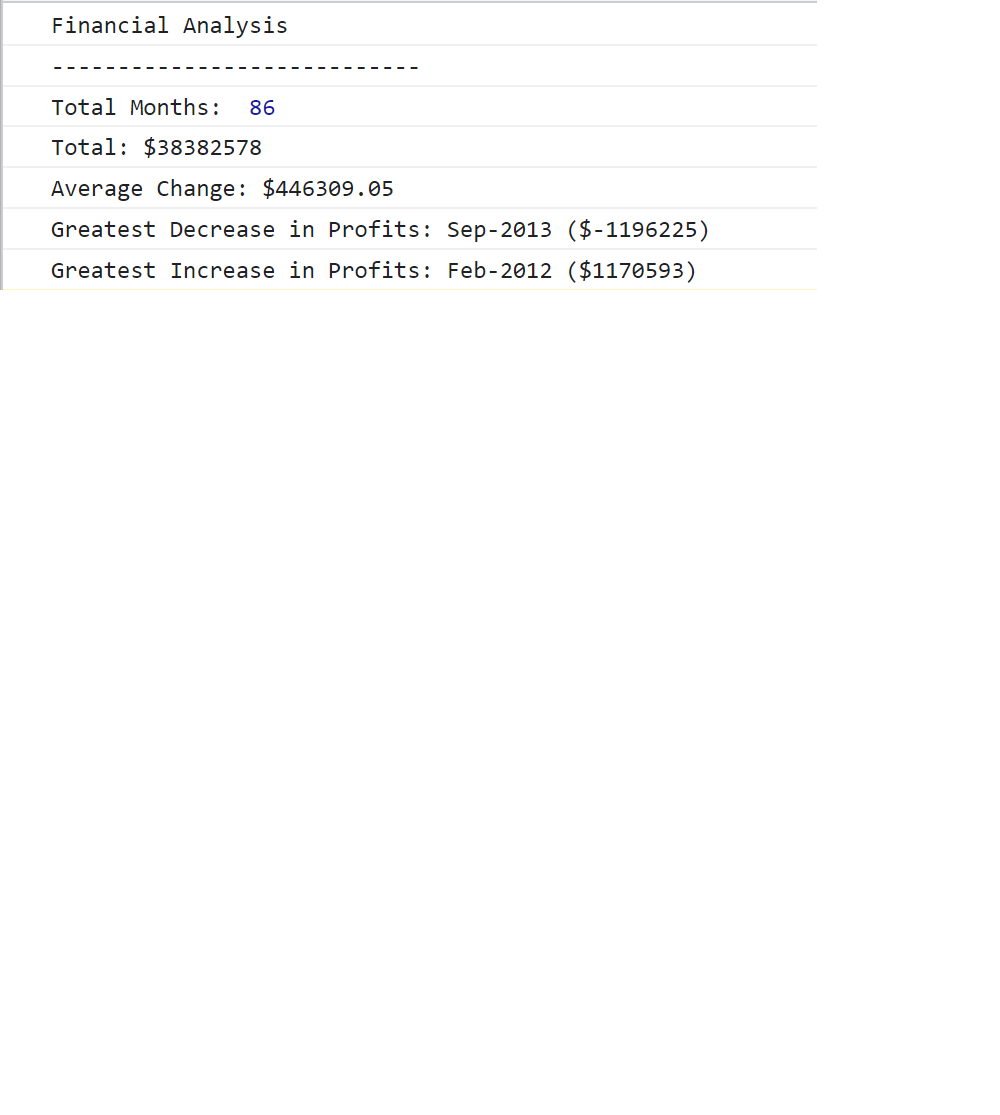 Financial Analysis
----------------------------
Total Months:  86
Total: $38382578
Average Change: $446309.05
Greatest Decrease in Profits: Sep-2013 ($-1196225)
Greatest Increase in Profits: Feb-2012 ($1170593)